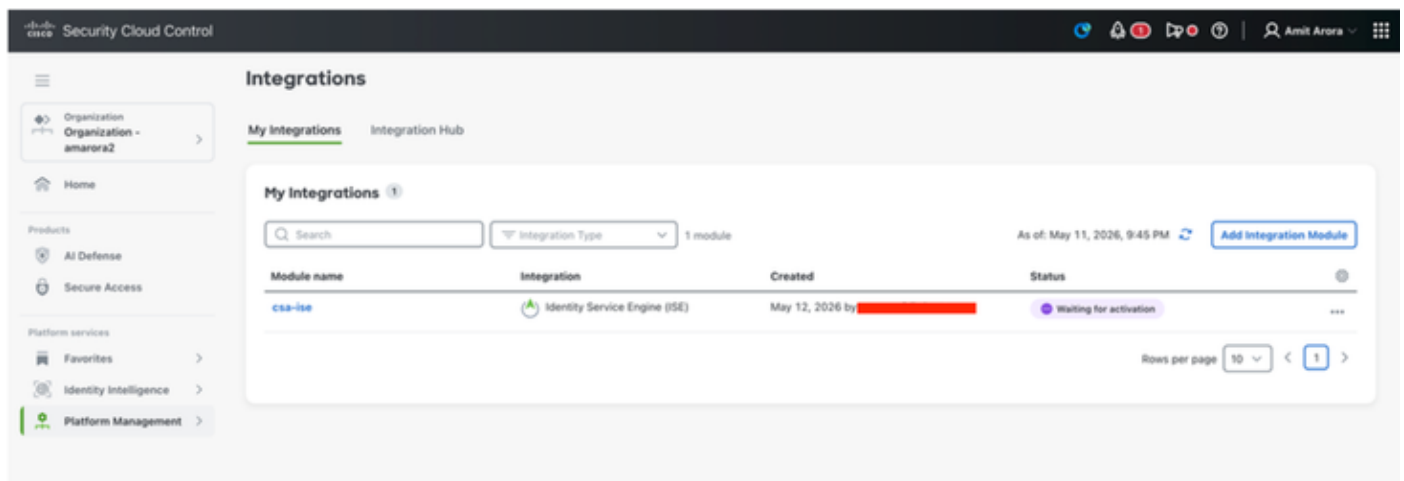 cisco Security Cloud Control
1
Amit Arora
Organization
Organization -
amarora2
Home
Products
AI Defense
Secure Access
Platform services
Favorites
Identity Intelligence
Platform Management
Integrations
My Integrations Integration Hub
My Integrations 1
Search Integration Type 1 module As of: May 11, 2026, 9:45 PM Add Integration Module
Module name Integration Created Status
csa-ise Identity Service Engine (ISE) May 12, 2026 by Waiting for activation
Rows per page 10 1